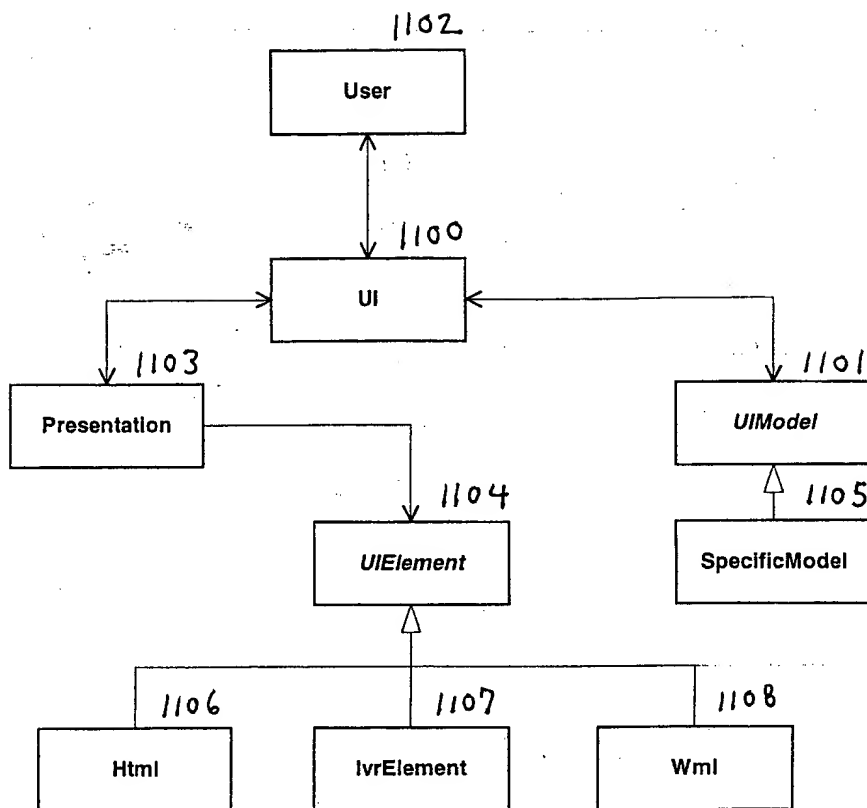 1102
User
1100
UI
1103
Presentation
1101
UIModel
1104
UIElement
1105
SpecificModel
1106
Html
1107
IvrElement
1108
Wml